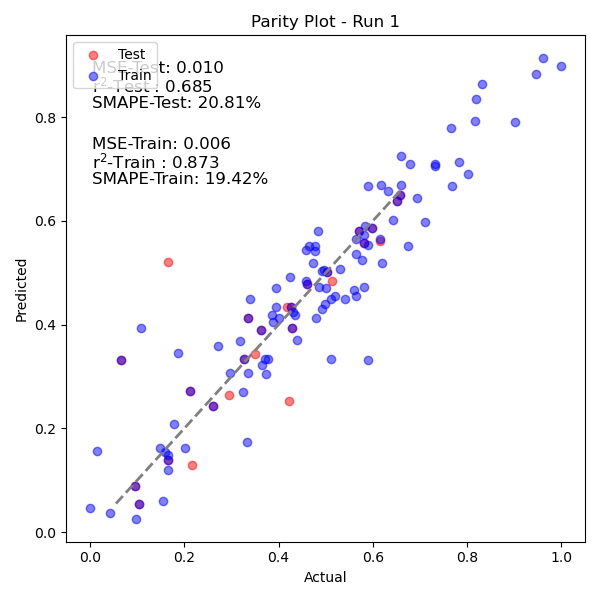 Parity Plot - Run 1
Test
Train
MSE-Test: 0.010
r²-Test : 0.685
SMAPE-Test: 20.81%
MSE-Train: 0.006
r²-Train : 0.873
SMAPE-Train: 19.42%
Predicted
0.8
0.6
0.4
0.2
0.0
0.0 0.2 0.4 0.6 0.8 1.0
Actual